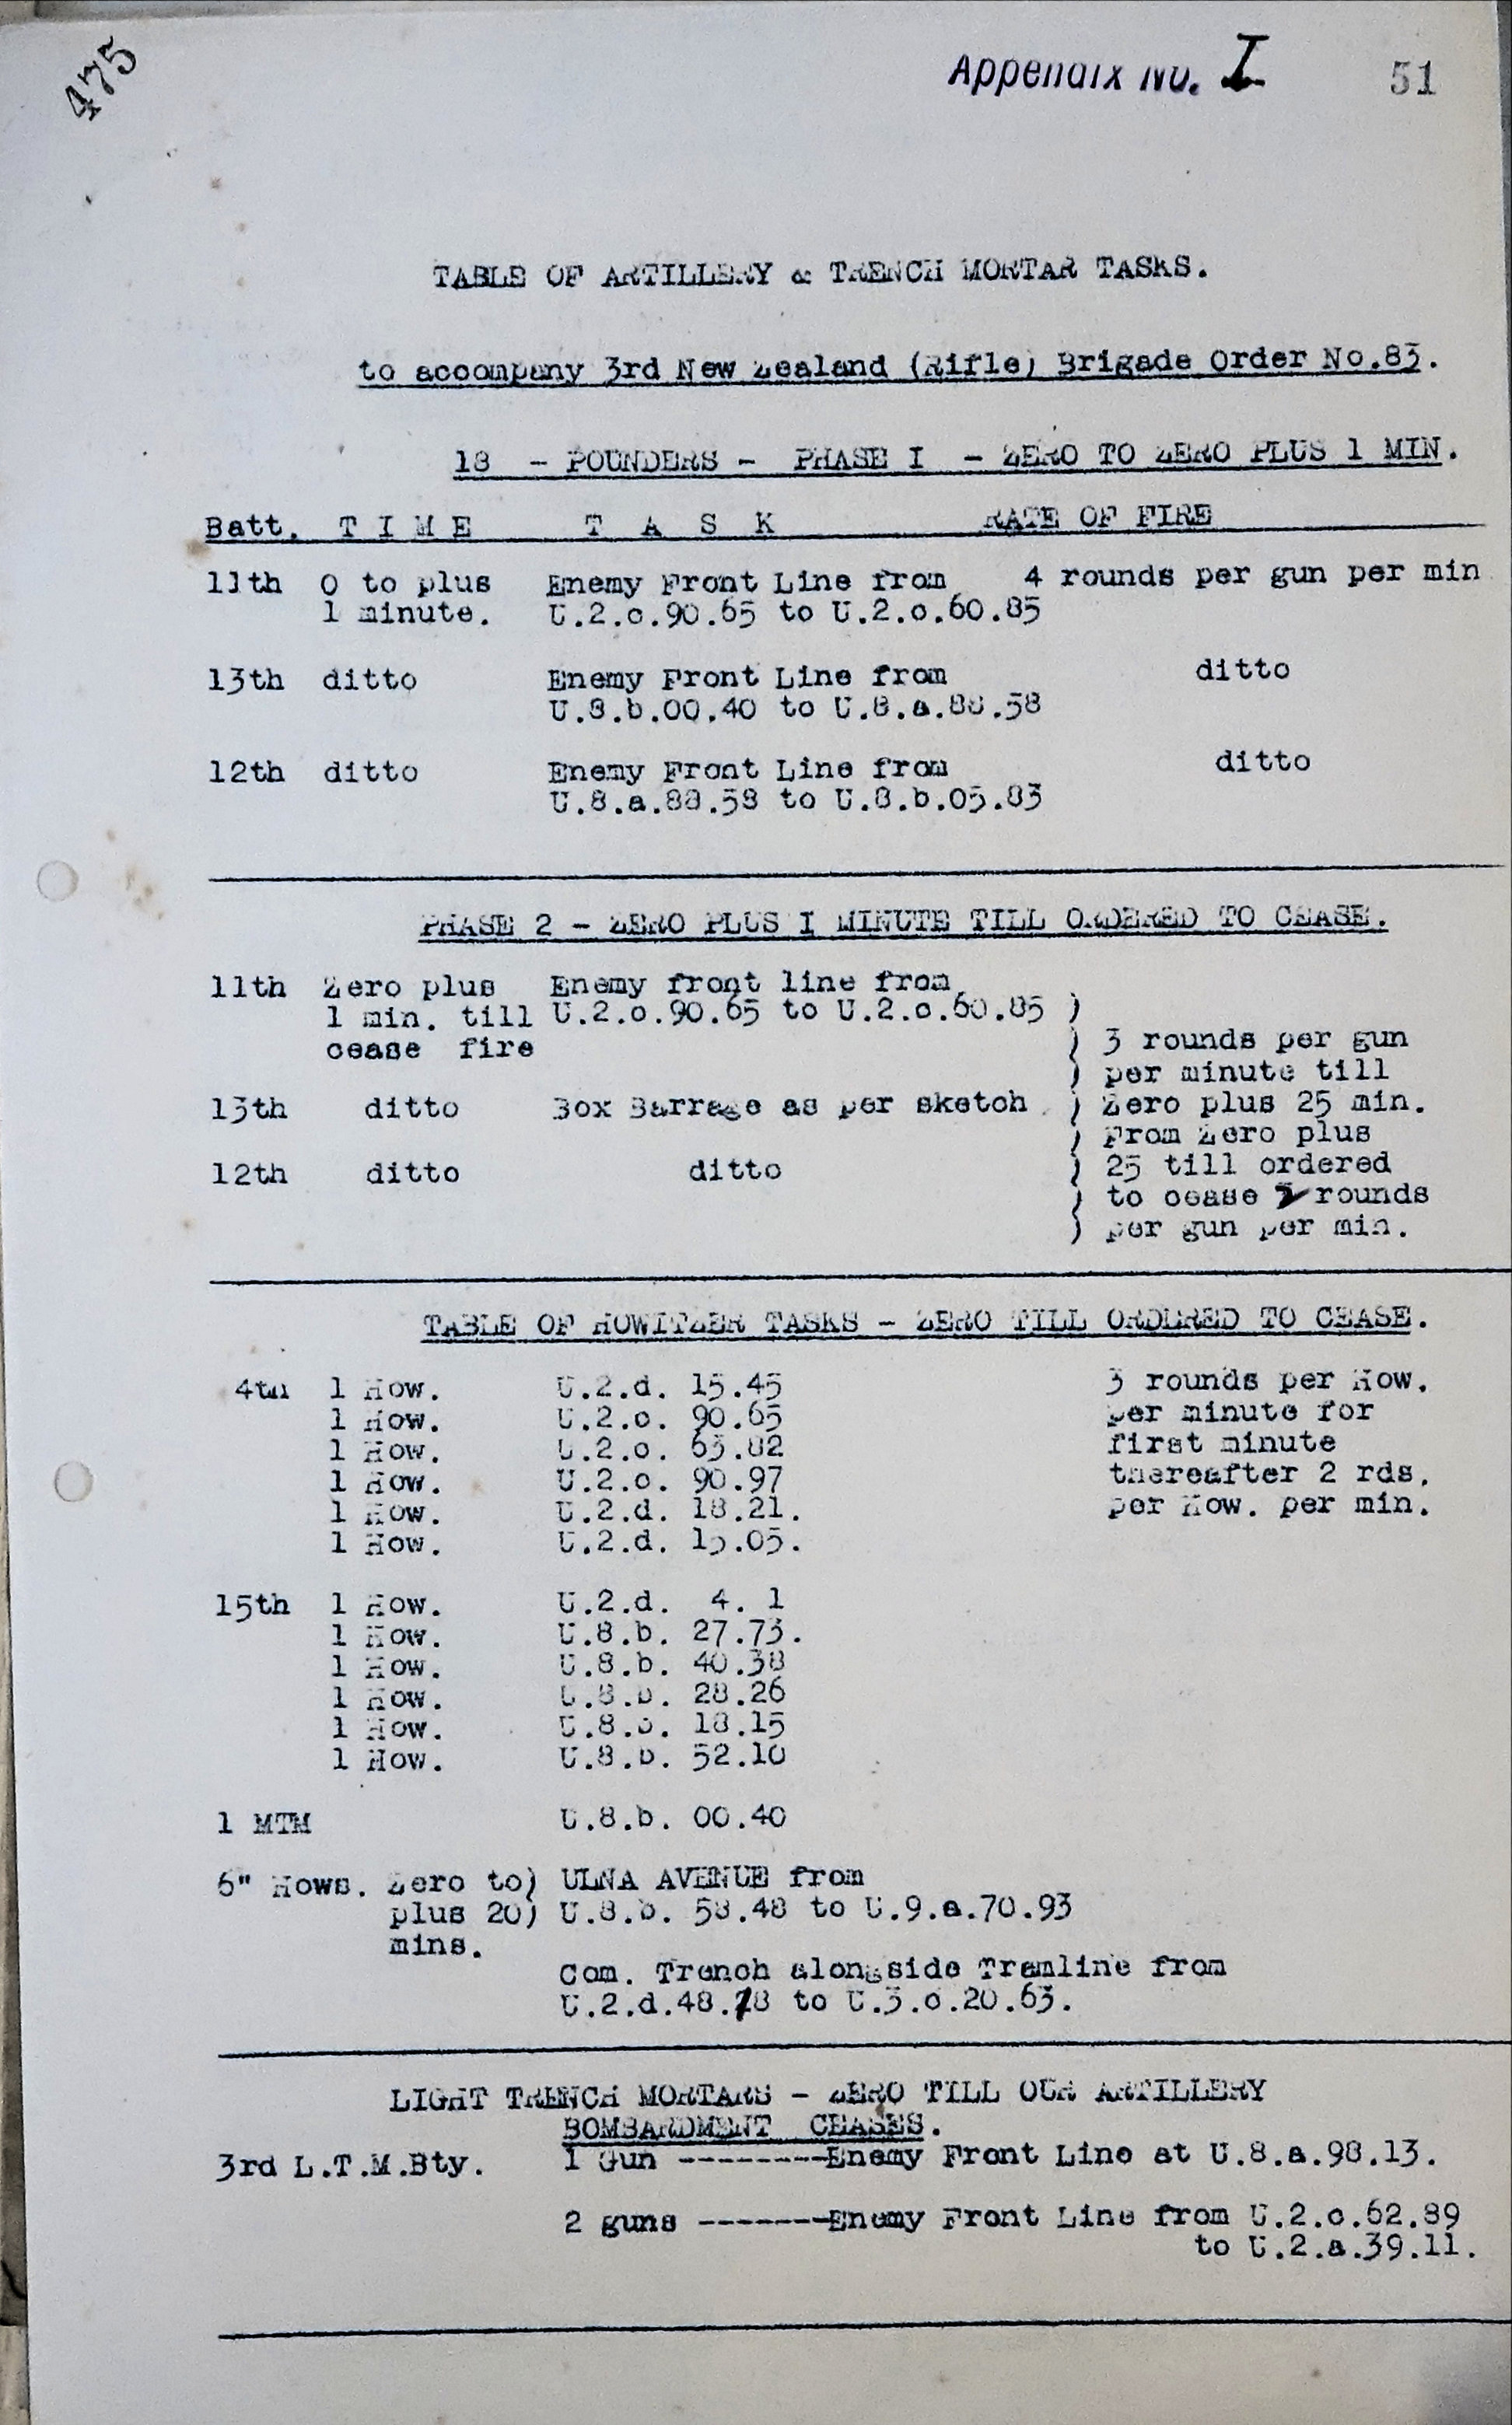 475
Appendix No. I 51
TABLE OF ARTILLERY & TRENCH MORTAR TASKS.
to accompany 3rd New Zealand (Rifle) Brigade Order No.83.
18 - POUNDERS - PHASE I - ZERO TO ZERO PLUS 1 MIN.
Batt. T I M E T A S K RATE OF FIRE
11th 0 to plus Enemy Front Line from 4 rounds per gun per min
1 minute. U.2.c.90.65 to U.2.c.60.85
13th ditto Enemy Front Line from ditto
U.8.b.00.40 to U.8.a.88.58
12th ditto Enemy Front Line from ditto
U.8.a.88.58 to U.8.b.05.83
PHASE 2 - ZERO PLUS I MINUTE TILL ORDERED TO CEASE.
11th Zero plus Enemy front line from
1 min. till U.2.c.90.65 to U.2.c.60.85 )
cease fire ) 3 rounds per gun
) per minute till
13th ditto Box Barrage as per sketch . ) Zero plus 25 min.
) From Zero plus
12th ditto ditto ) 25 till ordered
) to cease 2 rounds
) per gun per min.
TABLE OF HOWITZER TASKS - ZERO TILL ORDERED TO CEASE.
4th 1 How. U.2.d. 15.45 3 rounds per How.
1 How. U.2.c. 90.65 per minute for
1 How. U.2.c. 63.82 first minute
1 How. U.2.c. 90.97 thereafter 2 rds.
1 How. U.2.d. 18.21. per How. per min.
1 How. U.2.d. 15.05.
15th 1 How. U.2.d. 4. 1
1 How. U.8.b. 27.73.
1 How. U.8.b. 40.38
1 How. U.8.b. 28.26
1 How. U.8.b. 18.15
1 How. U.8.b. 52.10
1 MTM U.8.b. 00.40
6" Hows. Zero to) ULNA AVENUE from
plus 20) U.8.b. 58.48 to U.9.a.70.93
mins.
Com. Trench alongside Tramline from
U.2.d.48.78 to U.3.c.20.63.
LIGHT TRENCH MORTARS - ZERO TILL OUR ARTILLERY
BOMBARDMENT CEASES.
3rd L.T.M.Bty. 1 Gun --------Enemy Front Line at U.8.a.98.13.
2 guns -------Enemy Front Line from U.2.c.62.89
to U.2.a.39.11.